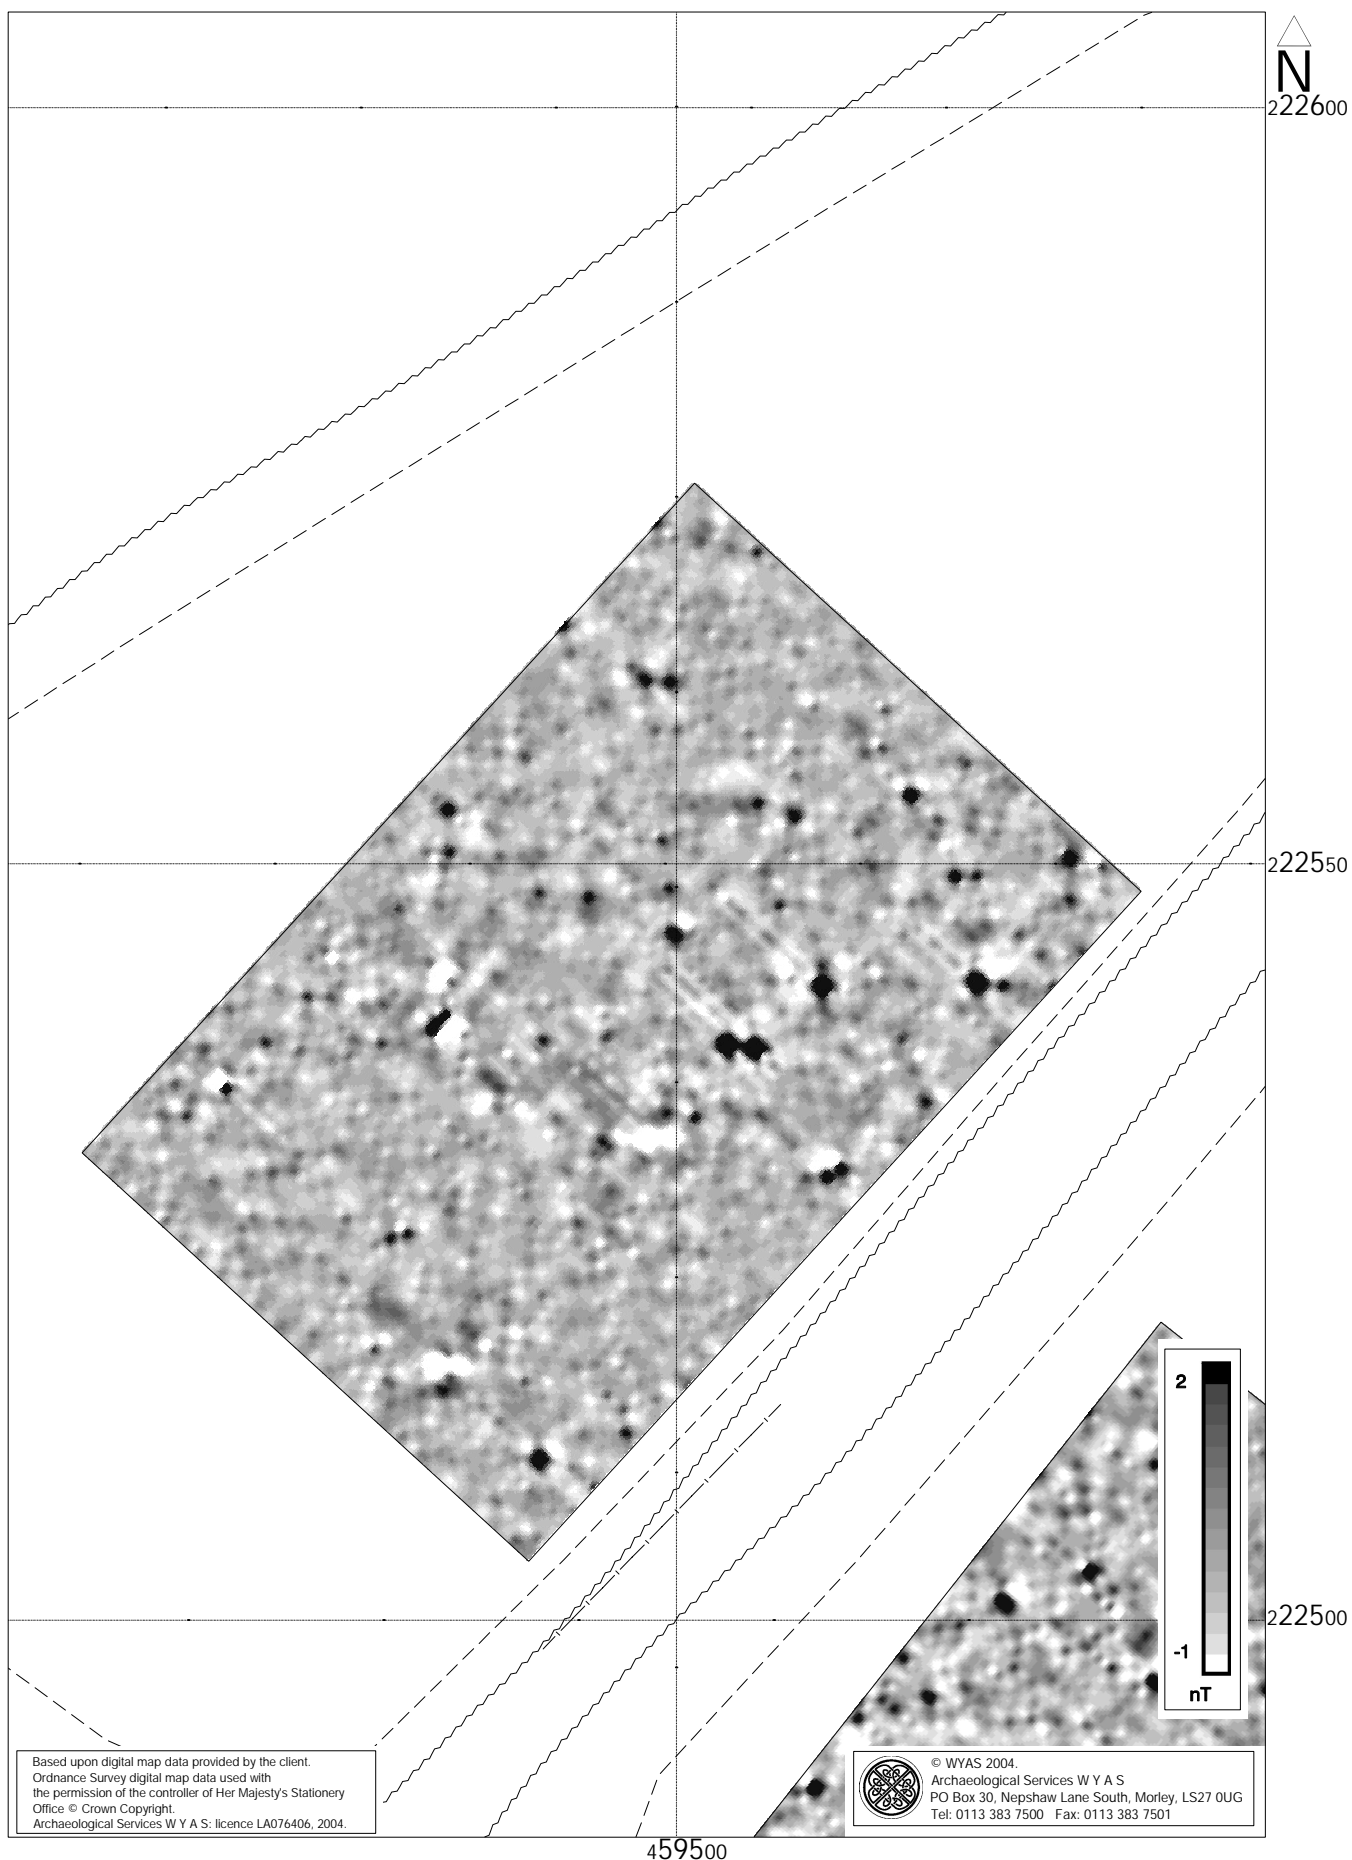 N
222600
222550
2
222500
-1
nT
Based upon digital map data provided by the client.
Ordnance Survey digital map data used with
the permission of the controller of Her Majesty's Stationery
Office © Crown Copyright.
Archaeological Services W Y A S: licence LA076406, 2004.
© WYAS 2004.
Archaeological Services W Y A S
PO Box 30, Nepshaw Lane South, Morley, LS27 0UG
Tel: 0113 383 7500 Fax: 0113 383 7501
459500